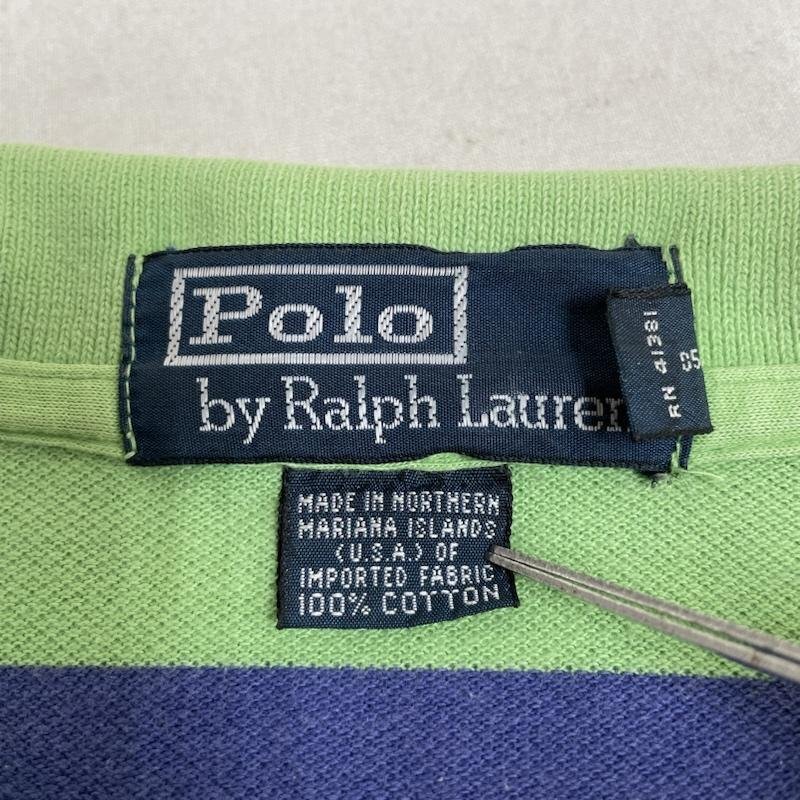 Polo
by Ralph Lauren
RN 41381
MADE IN NORTHERN
MARIANA ISLANDS
(U.S.A.) OF
IMPORTED FABRIC
100% COTTON